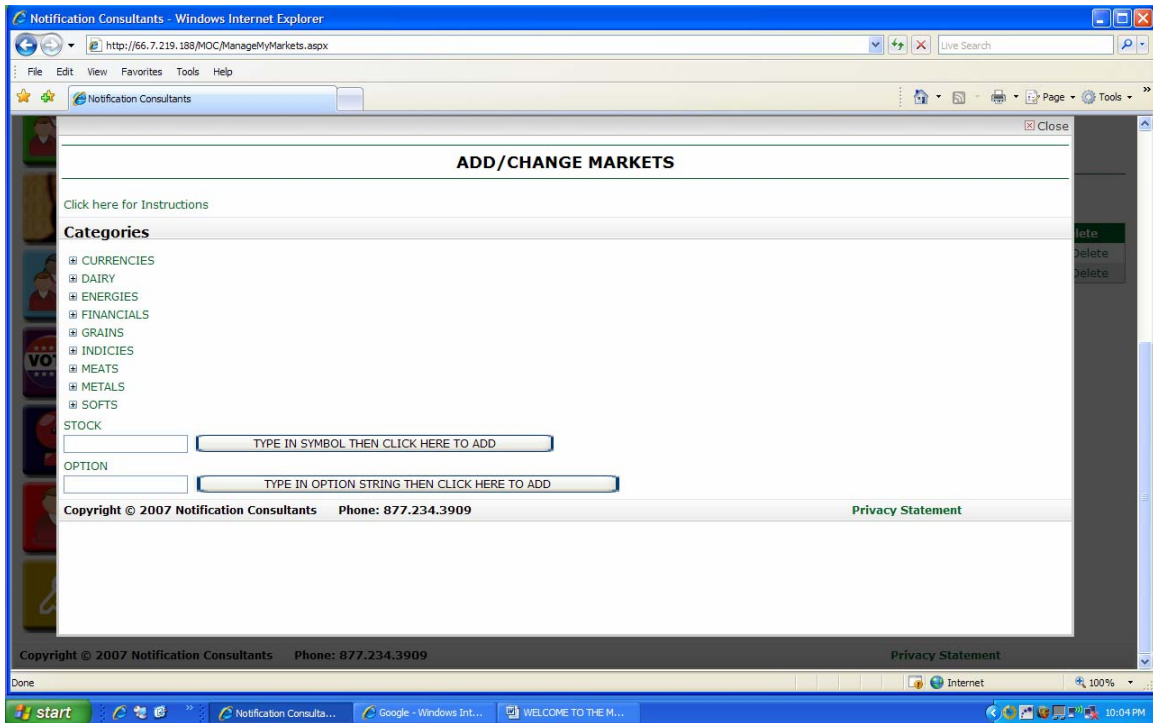 Notification Consultants - Windows Internet Explorer
http://66.7.219.188/MOC/ManageMyMarkets.aspx
Live Search
File Edit View Favorites Tools Help
Notification Consultants
Page Tools
Close
ADD/CHANGE MARKETS
Click here for Instructions
Categories
lete
CURRENCIES
Delete
DAIRY
Delete
ENERGIES
FINANCIALS
GRAINS
INDICIES
VO
MEATS
METALS
SOFTS
STOCK
TYPE IN SYMBOL THEN CLICK HERE TO ADD
OPTION
TYPE IN OPTION STRING THEN CLICK HERE TO ADD
Copyright © 2007 Notification Consultants Phone: 877.234.3909 Privacy Statement
Copyright © 2007 Notification Consultants Phone: 877.234.3909 Privacy Statement
Done Internet 100%
start Notification Consulta... Google - Windows Int... WELCOME TO THE M... 10:04 PM